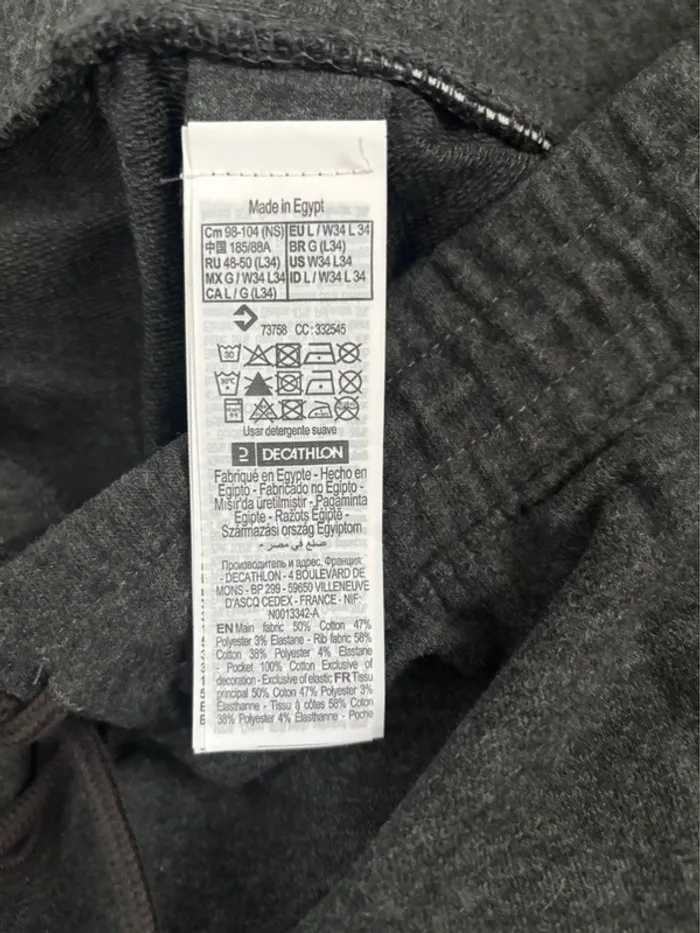 Made in Egypt
Cm 98-104 (NS) EU L / W34 L 34
中国 185/88A BR G (L34)
RU 48-50 (L34) US W34 L34
MX G / W34 L34 ID L / W34 L 34
CA L / G (L34)
73758 CC : 332545
30
30°C
Usar detergente suave
DECATHLON
Fabriqué en Egypte - Hecho en
Egipto - Fabricado no Egipto -
Mısır'da üretilmiştir - Pagaminta
Egipte - Ražots Ēģiptē -
Származási ország Egyiptom
- صنع في مصر
Производитель и адрес, Франция:
- DECATHLON - 4 BOULEVARD DE
MONS - BP 299 - 59650 VILLENEUVE
D'ASCQ CEDEX - FRANCE - NIF:
N0013342-A
EN Main fabric 50% Cotton 47%
Polyester 3% Elastane - Rib fabric 58%
Cotton 38% Polyester 4% Elastane
- Pocket 100% Cotton Exclusive of
decoration - Exclusive of elastic FR Tissu
principal 50% Coton 47% Polyester 3%
Élasthanne - Tissu à côtes 58% Coton
38% Polyester 4% Élasthanne - Poche